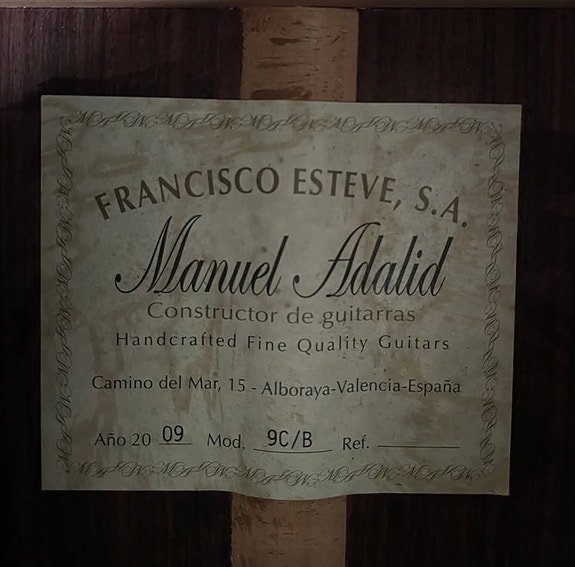 FRANCISCO ESTEVE, S.A.
Manuel Adalid
Constructor de guitarras
Handcrafted Fine Quality Guitars
Camino del Mar, 15 - Alboraya-Valencia-España
Año 20 09 Mod. 9C/B Ref.